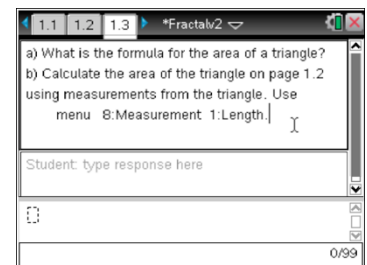 1.1 1.2 1.3 *Fractalv2
a) What is the formula for the area of a triangle?
b) Calculate the area of the triangle on page 1.2
using measurements from the triangle. Use
menu 8:Measurement 1:Length.
Student: type response here
0/99